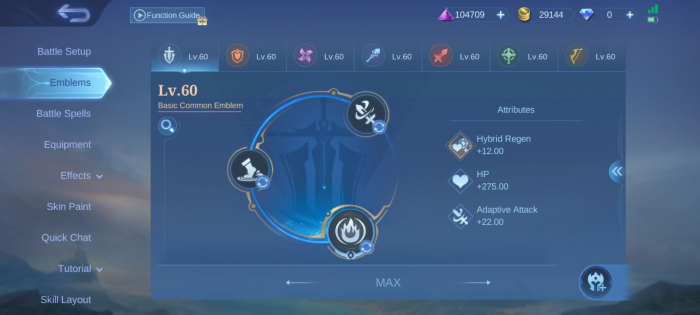 Function Guide
104709
29144
0
Battle Setup
Emblems
Battle Spells
Equipment
Effects
Skin Paint
Quick Chat
Tutorial
Skill Layout
Lv.60
Lv.60
Lv.60
Lv.60
Lv.60
Lv.60
Lv.60
Lv.60
Basic Common Emblem
Attributes
Hybrid Regen
+12.00
HP
+275.00
Adaptive Attack
+22.00
MAX